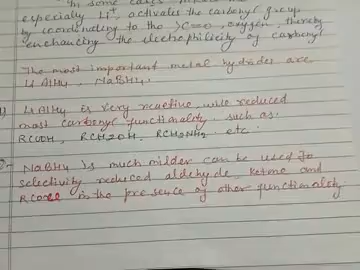 In some cases
especially Li⁺, activates the carbonyl group
by coordinating to the >C=O, oxygen, thereby
enchancing the electrophilicity of carbonyl
The most important metal hydrides are
LiAlH4, NaBH4.
LiAlH4 is very reactive, will reduced
most carbonyl functionality such as:
RCOOH, RCH2OH, RCH2NH2 etc.
NaBH4 is much milder can be used to
selectivity reduced aldehyde, ketone and
in the presence of other functionality.